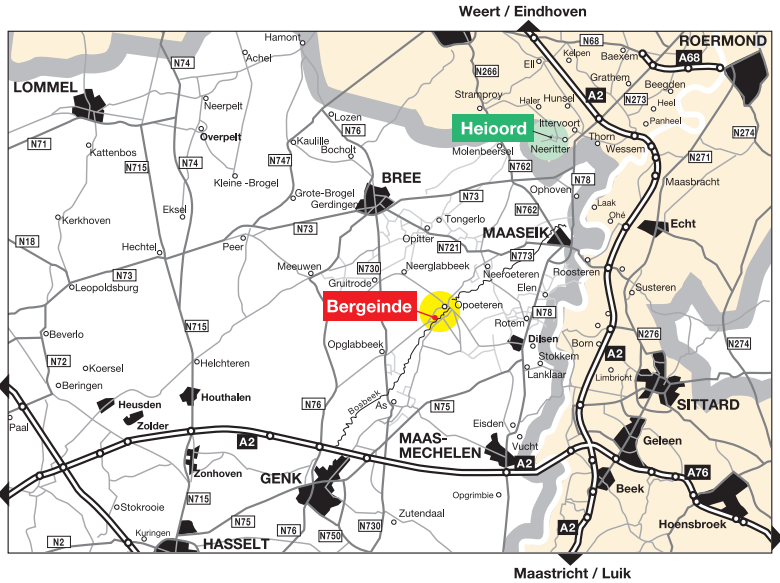 Weert / Eindhoven
Hamont
N68
Kelpen
Baexem
ROERMOND
Achel
Ell
A68
N74
N266
Grathem
Beegden
LOMMEL
Neerpelt
Stramproy
Haler
Hunsel
A2
N273
Heel
Lozen
N76
Heioord
Ittervoort
Panheel
N274
Overpelt
Kaulille
Thorn
N71
Kattenbos
Bocholt
Molenbeersel
Neeritter
Wessem
N715
N74
N747
N762
N271
Kleine -Brogel
BREE
N78
Maasbracht
Grote-Brogel
Gerdingen
N73
Ophoven
Eksel
N762
Laak
Kerkhoven
Tongerlo
Ohé
Echt
N73
Opitter
MAASEIK
N18
Hechtel
Peer
N721
N773
N73
Meeuwen
N730
Neerglabbeek
Neeroeteren
Roosteren
Leopoldsburg
Gruitrode
Elen
Susteren
Bergeinde
Opoeteren
N78
N715
Rotem
Beverlo
Born
N276
Opglabbeek
Dilsen
N274
N72
Helchteren
Stokkem
A2
Koersel
Lanklaar
Limbricht
Beringen
Bosbeek
Heusden
Houthalen
N76
As
N75
SITTARD
Paal
Zolder
Eisden
A2
MAAS-
MECHELEN
Vucht
Geleen
Zonhoven
A2
A76
GENK
Beek
N715
Opgrimbie
Stokrooie
Zutendaal
Hoensbroek
N75
N76
N730
A2
Kuringen
N750
N2
HASSELT
Maastricht / Luik